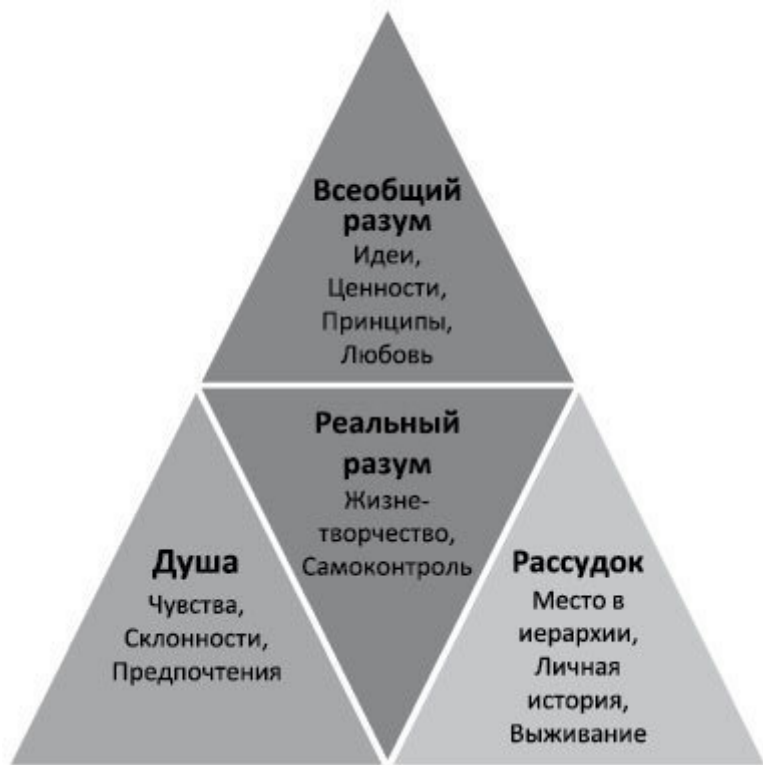 Всеобщий
разум
Идеи,
Ценности,
Принципы,
Любовь
Реальный
разум
Жизне-
творчество,
Самоконтроль
Душа
Чувства,
Склонности,
Предпочтения
Рассудок
Место в
иерархии,
Личная
история,
Выживание